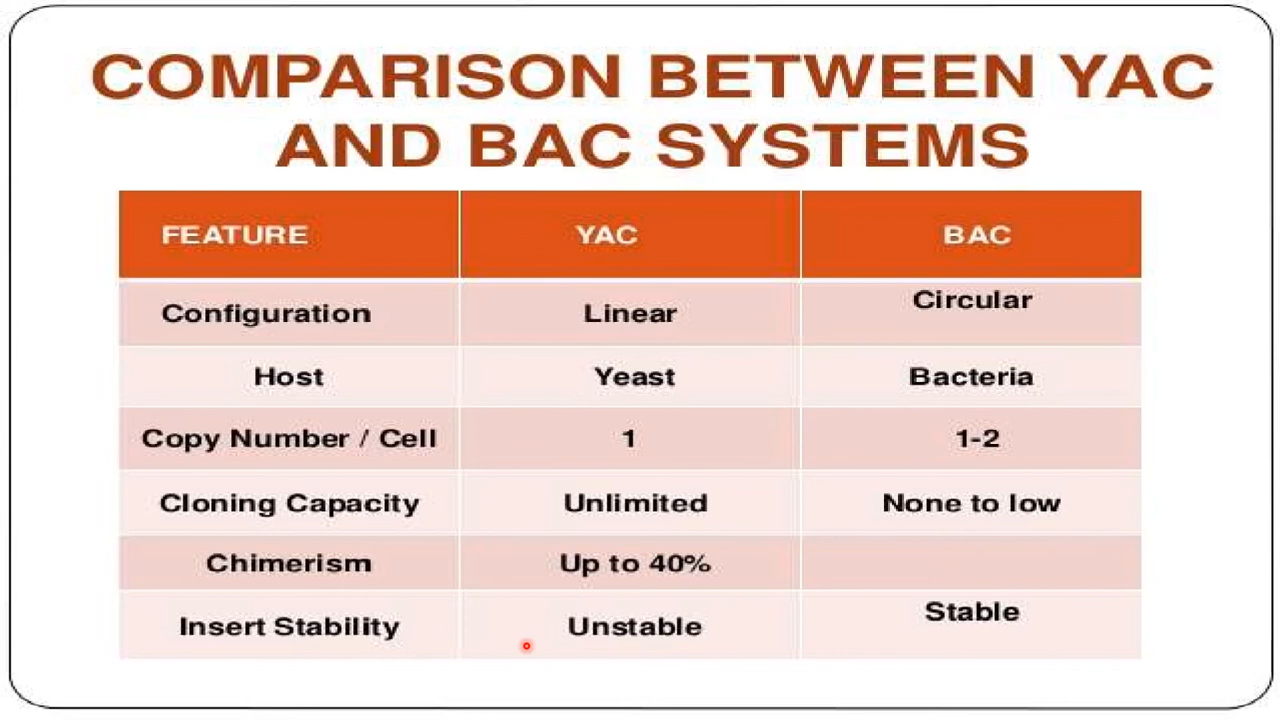 COMPARISON BETWEEN YAC
AND BAC SYSTEMS
FEATURE YAC BAC
Configuration Linear Circular
Host Yeast Bacteria
Copy Number / Cell 1 1-2
Cloning Capacity Unlimited None to low
Chimerism Up to 40%
Insert Stability Unstable Stable